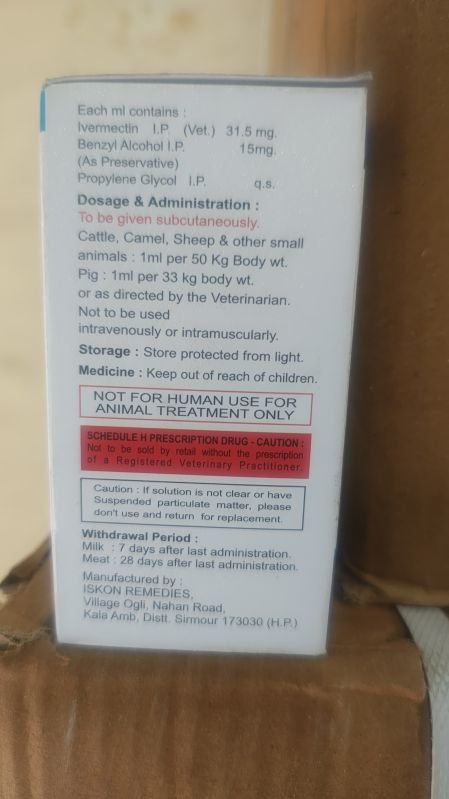 Each ml contains :
Ivermectin I.P. (Vet.) 31.5 mg.
Benzyl Alcohol I.P. 15mg.
(As Preservative)
Propylene Glycol I.P. q.s.
Dosage & Administration :
To be given subcutaneously.
Cattle, Camel, Sheep & other small
animals : 1ml per 50 Kg Body wt.
Pig : 1ml per 33 kg body wt.
or as directed by the Veterinarian.
Not to be used
intravenously or intramuscularly.
Storage : Store protected from light.
Medicine : Keep out of reach of children.
NOT FOR HUMAN USE FOR
ANIMAL TREATMENT ONLY
SCHEDULE H PRESCRIPTION DRUG - CAUTION :
Not to be sold by retail without the prescription
of a Registered Veterinary Practitioner.
Caution : If solution is not clear or have
Suspended particulate matter, please
don't use and return for replacement.
Withdrawal Period :
Milk : 7 days after last administration.
Meat : 28 days after last administration.
Manufactured by :
ISKON REMEDIES,
Village Ogli, Nahan Road,
Kala Amb, Distt. Sirmour 173030 (H.P.)